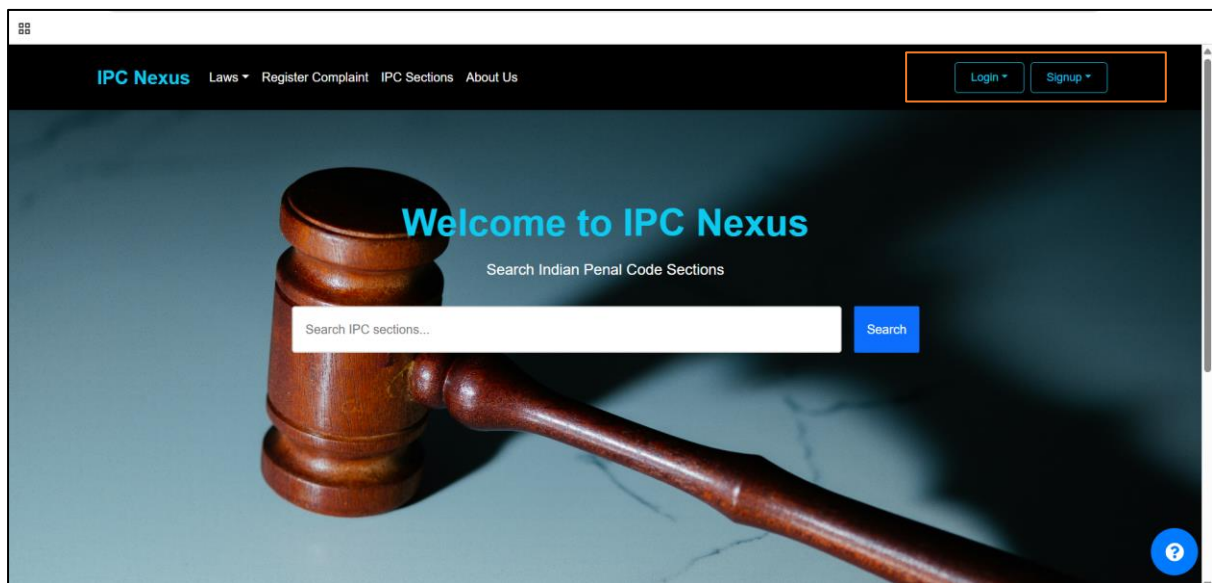 IPC Nexus Laws Register Complaint IPC Sections About Us Login Signup
Welcome to IPC Nexus
Search Indian Penal Code Sections
Search IPC sections... Search
?